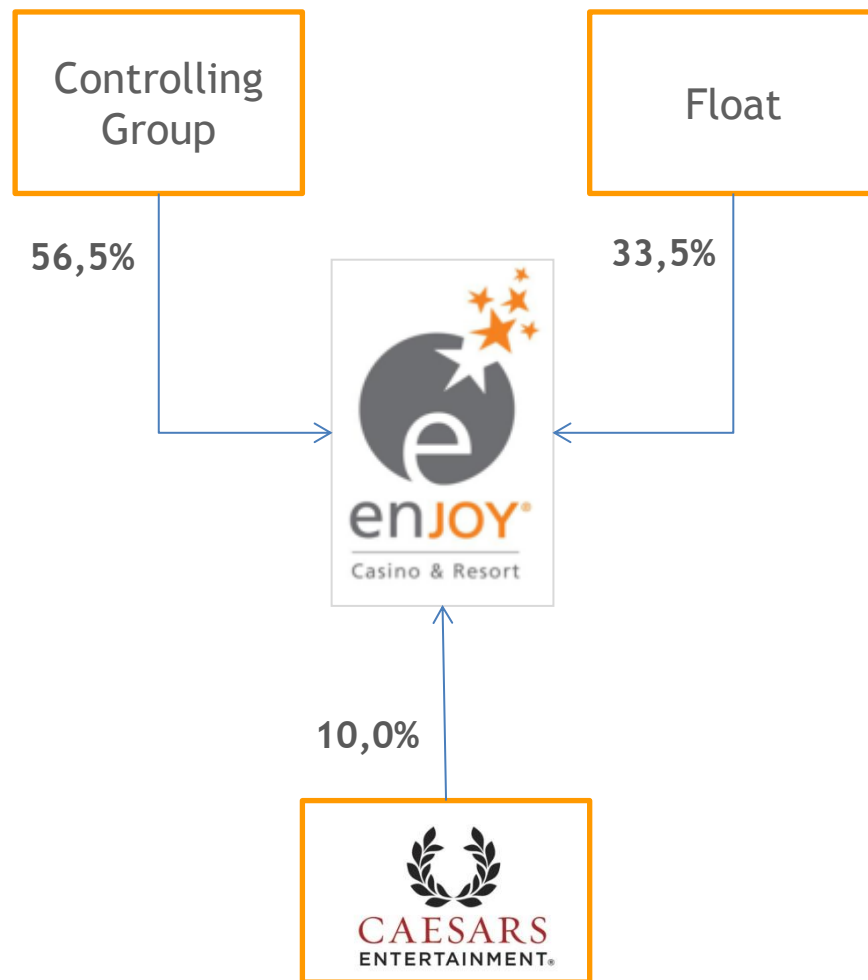 Controlling
Group
Float
56,5%
33,5%
e
enJOY®
Casino & Resort
10,0%
CAESARS
ENTERTAINMENT®